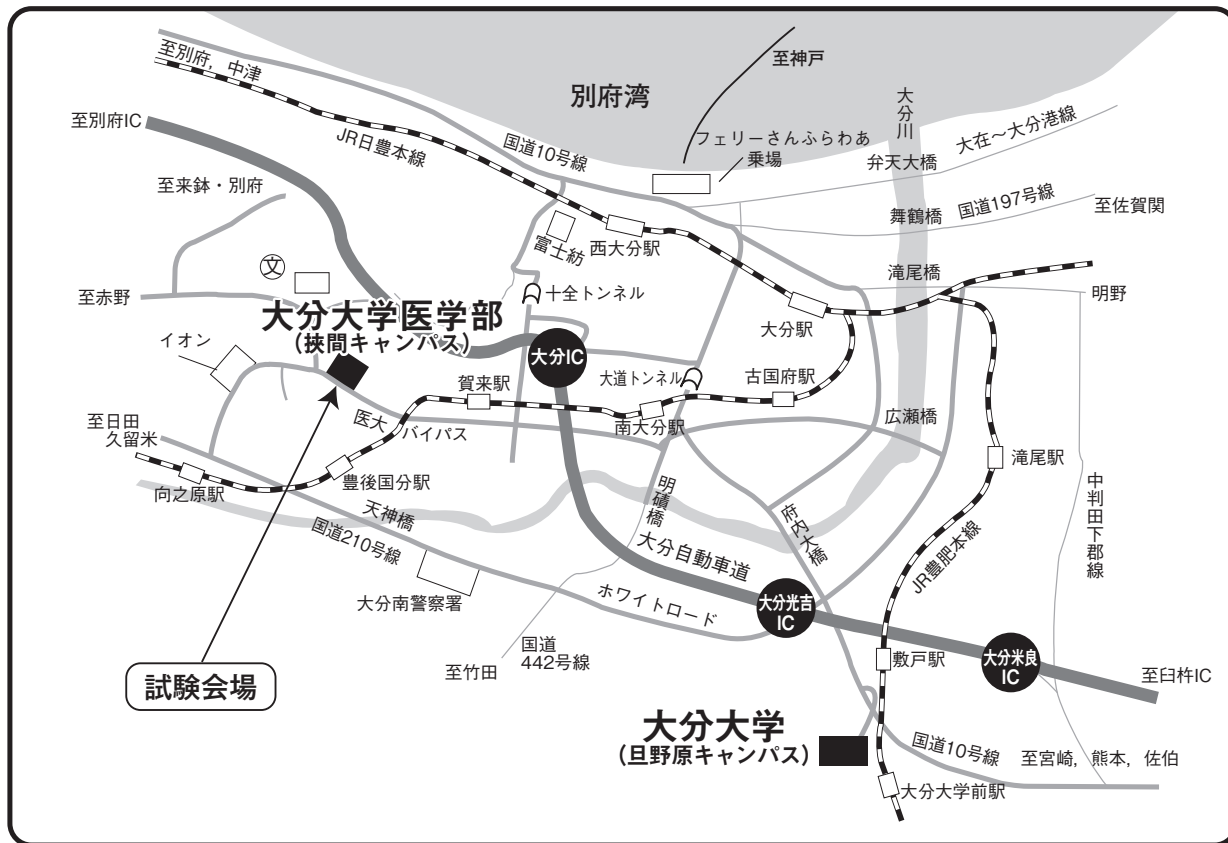 至別府，中津
至神戸
別府湾
大分川
大在〜大分港線
至別府IC
JR日豊本線
国道10号線
フェリーさんふらわあ
乗場
弁天大橋
至来鉢・別府
舞鶴橋
国道197号線
至佐賀関
富士紡
西大分駅
文
滝尾橋
至赤野
十全トンネル
明野
大分大学医学部
（挾間キャンパス）
大分駅
イオン
大分IC
大道トンネル
古国府駅
賀来駅
医大バイパス
南大分駅
広瀬橋
至日田
久留米
滝尾駅
向之原駅
豊後国分駅
天神橋
明磧橋
府内大橋
中判田下郡線
国道210号線
大分自動車道
JR豊肥本線
大分南警察署
ホワイトロード
大分光吉
IC
国道
442号線
至竹田
敷戸駅
大分米良
IC
至臼杵IC
試験会場
大分大学
（旦野原キャンパス）
国道10号線
至宮崎，熊本，佐伯
大分大学前駅